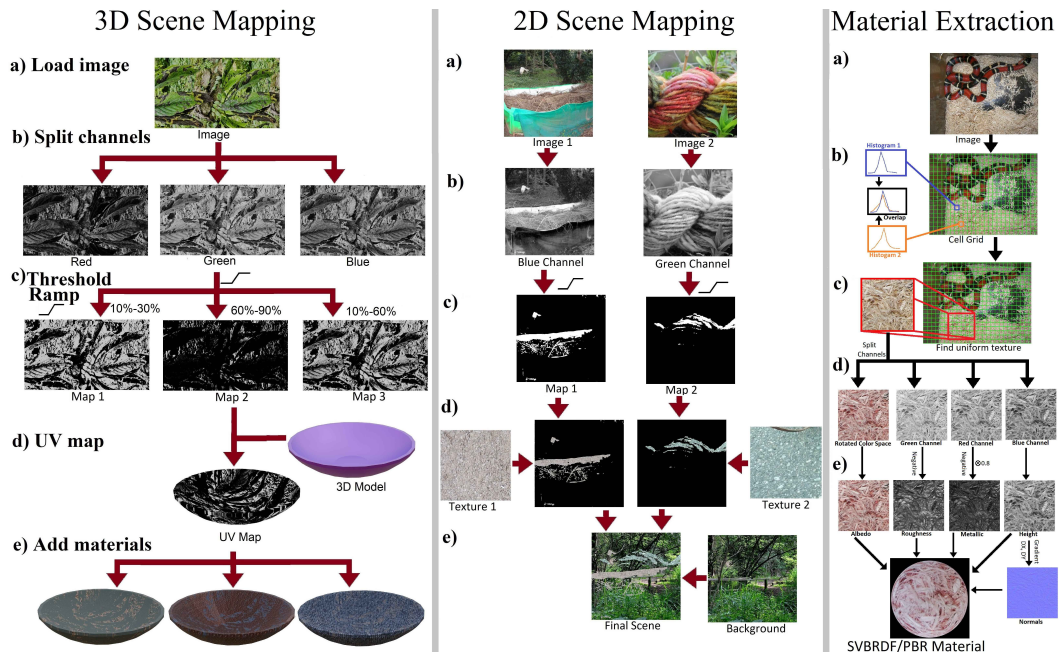 3D Scene Mapping
a) Load image
Image
b) Split channels
Red
Green
Blue
c) Threshold
Ramp
10%-30%
60%-90%
10%-60%
Map 1
Map 2
Map 3
d) UV map
3D Model
UV Map
e) Add materials
2D Scene Mapping
a)
Image 1
Image 2
b)
Blue Channel
Green Channel
c)
Map 1
Map 2
d)
Texture 1
Texture 2
e)
Final Scene
Background
Material Extraction
a)
Image
b)
Histogram 1
Overlap
Histogam 2
Cell Grid
c)
Find uniform texture
Split
Channels
d)
Rotated Color Space
Green Channel
Red Channel
Blue Channel
e)
Negative
Negative
⊗0.8
Albedo
Roughness
Metallic
Height
Gradient
DX, DY
Normals
SVBRDF/PBR Material